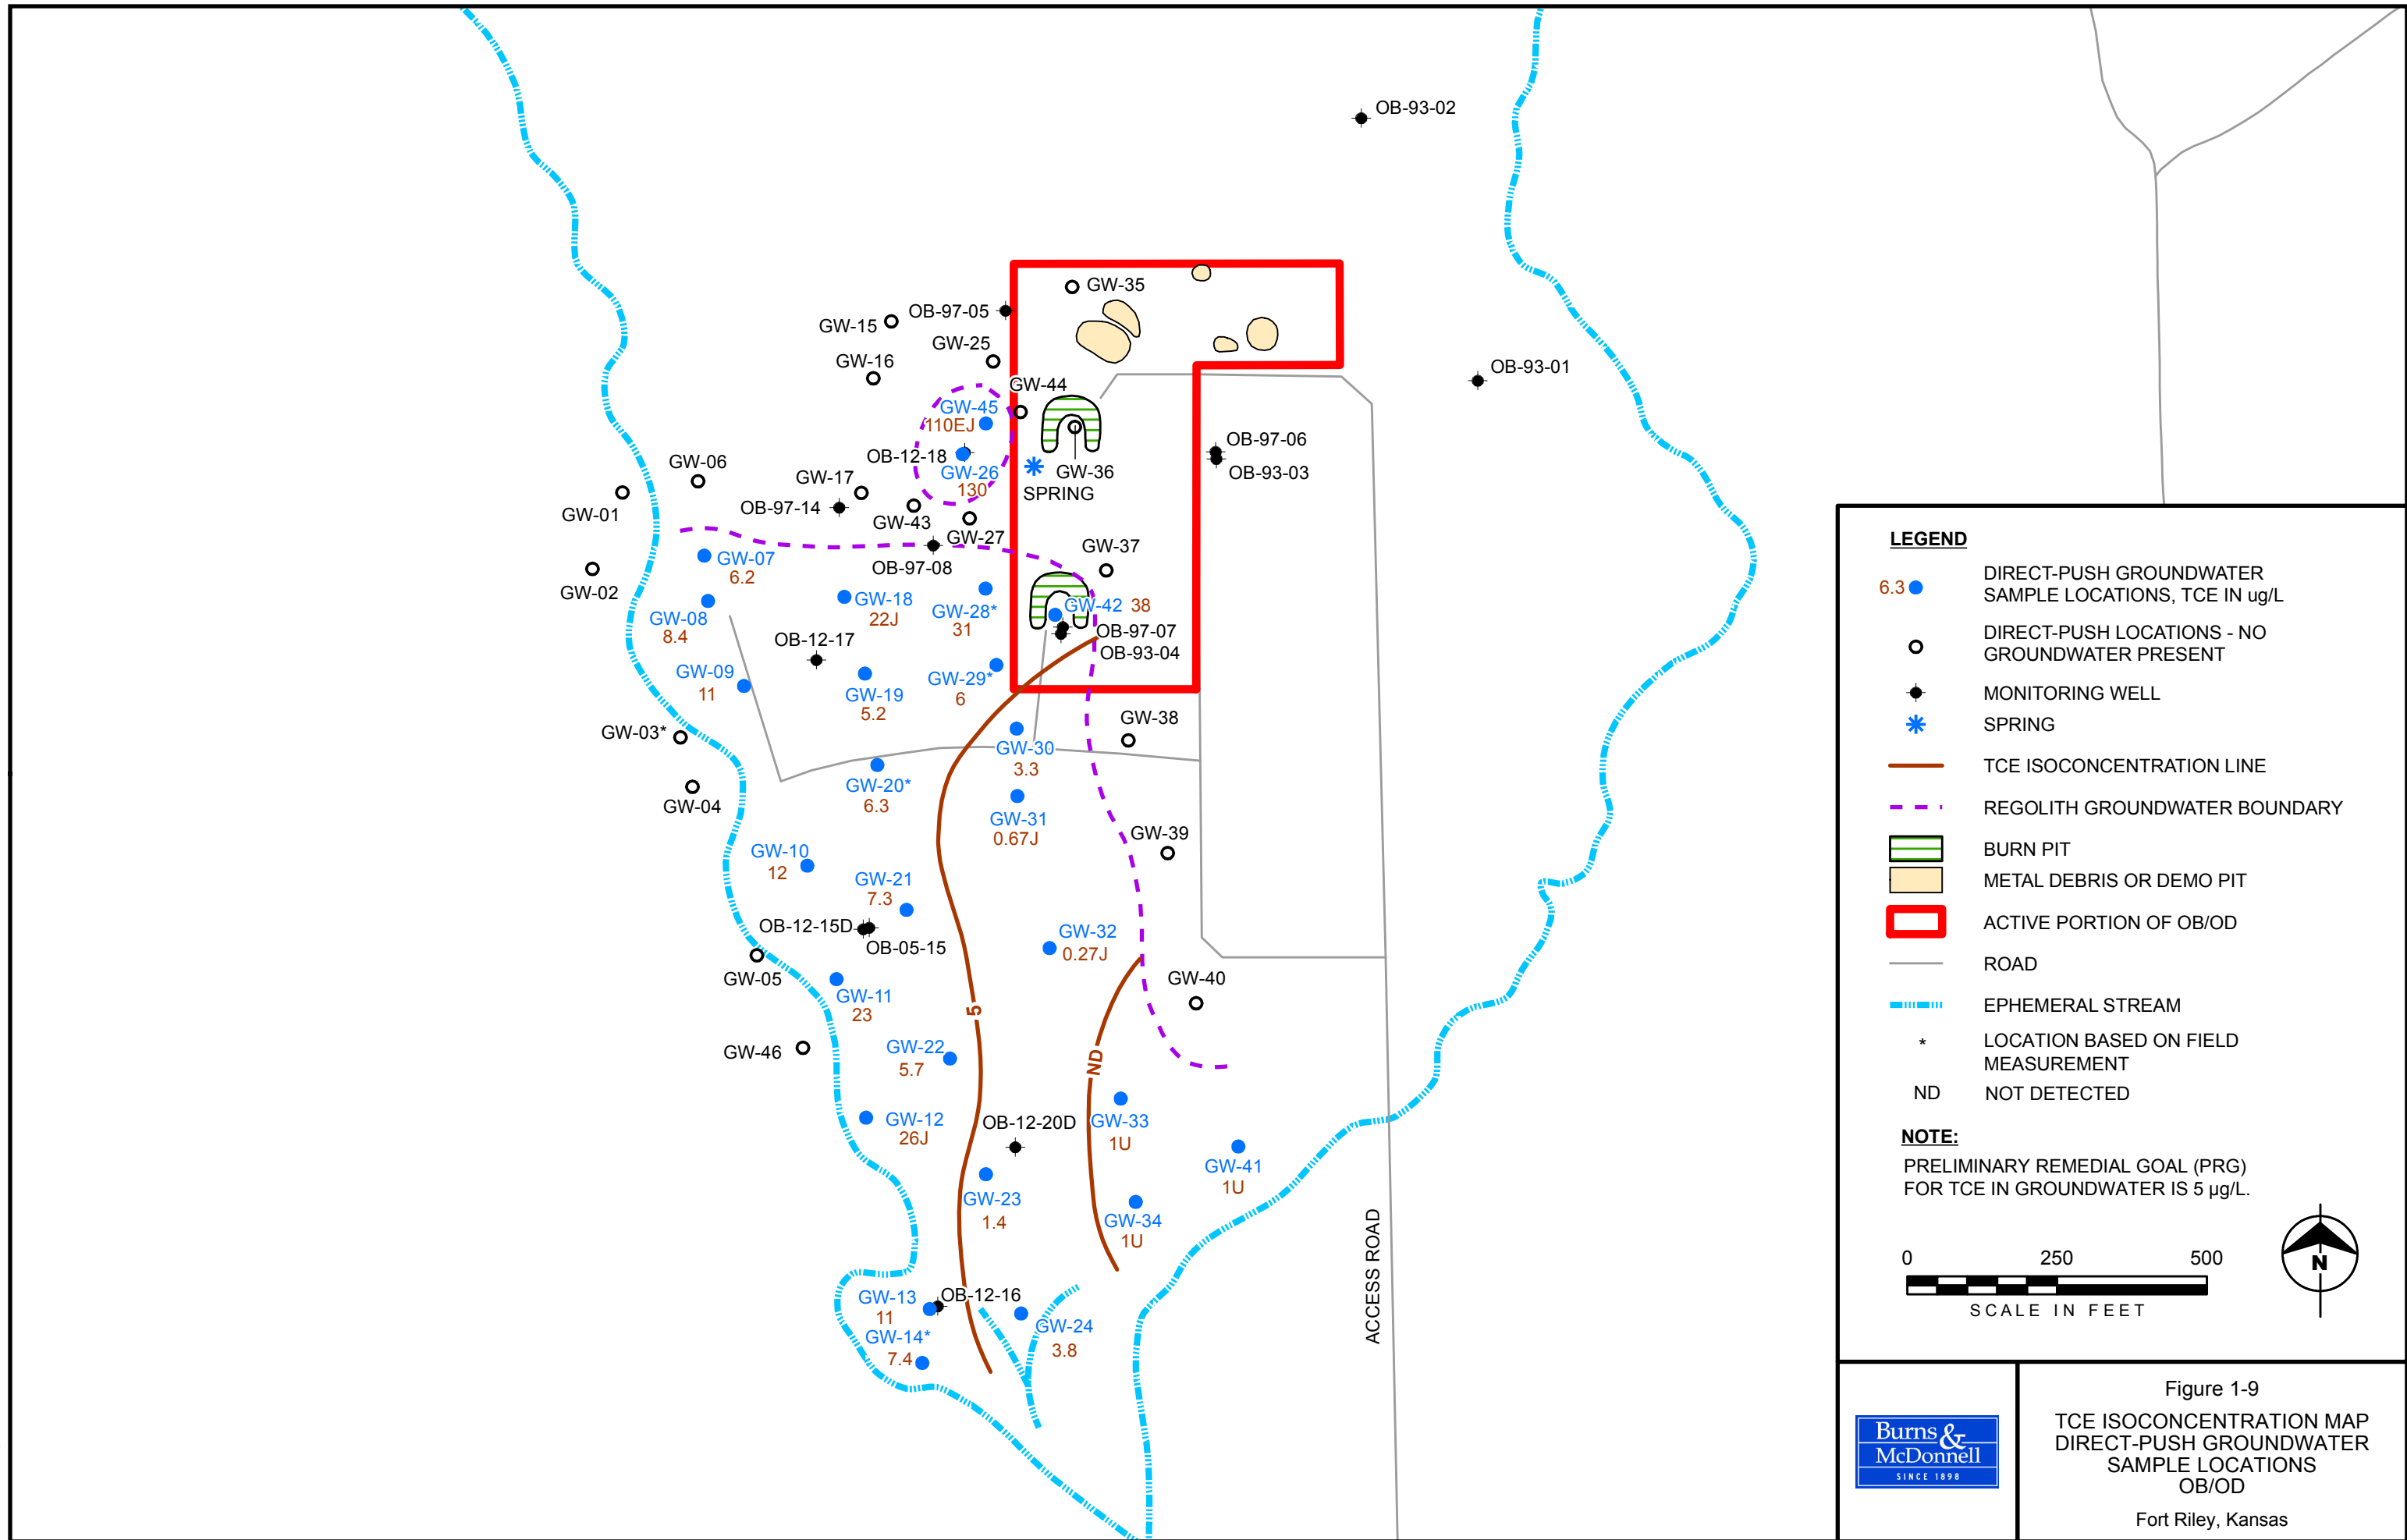 OB-93-02
GW-35
OB-97-05
GW-15
GW-25
GW-16
OB-93-01
GW-44
GW-45
110EJ
OB-97-06
OB-12-18
GW-06
GW-26
GW-36
OB-93-03
GW-17
130
SPRING
OB-97-14
GW-01
GW-43
GW-27
GW-37
GW-07
OB-97-08
6.2
GW-02
GW-18
GW-28*
GW-42 38
GW-08
22J
31
OB-97-07
8.4
OB-12-17
OB-93-04
GW-09
GW-29*
11
GW-19
6
5.2
GW-38
GW-03*
GW-30
3.3
GW-20*
GW-04
6.3
GW-31
0.67J
GW-39
GW-10
12
GW-21
7.3
OB-12-15D
GW-32
OB-05-15
0.27J
GW-05
GW-40
GW-11
5
23
GW-46
GW-22
ND
5.7
GW-12
OB-12-20D
GW-33
26J
1U
GW-41
1U
GW-23
1.4
GW-34
1U
ACCESS ROAD
GW-13
OB-12-16
11
GW-24
GW-14*
3.8
7.4
LEGEND
6.3
DIRECT-PUSH GROUNDWATER
SAMPLE LOCATIONS, TCE IN ug/L
DIRECT-PUSH LOCATIONS - NO
GROUNDWATER PRESENT
MONITORING WELL
SPRING
TCE ISOCONCENTRATION LINE
REGOLITH GROUNDWATER BOUNDARY
BURN PIT
METAL DEBRIS OR DEMO PIT
ACTIVE PORTION OF OB/OD
ROAD
EPHEMERAL STREAM
* LOCATION BASED ON FIELD
MEASUREMENT
ND NOT DETECTED
NOTE:
PRELIMINARY REMEDIAL GOAL (PRG)
FOR TCE IN GROUNDWATER IS 5 µg/L.
0 250 500
SCALE IN FEET
N
Burns &
McDonnell
SINCE 1898
Figure 1-9
TCE ISOCONCENTRATION MAP
DIRECT-PUSH GROUNDWATER
SAMPLE LOCATIONS
OB/OD
Fort Riley, Kansas